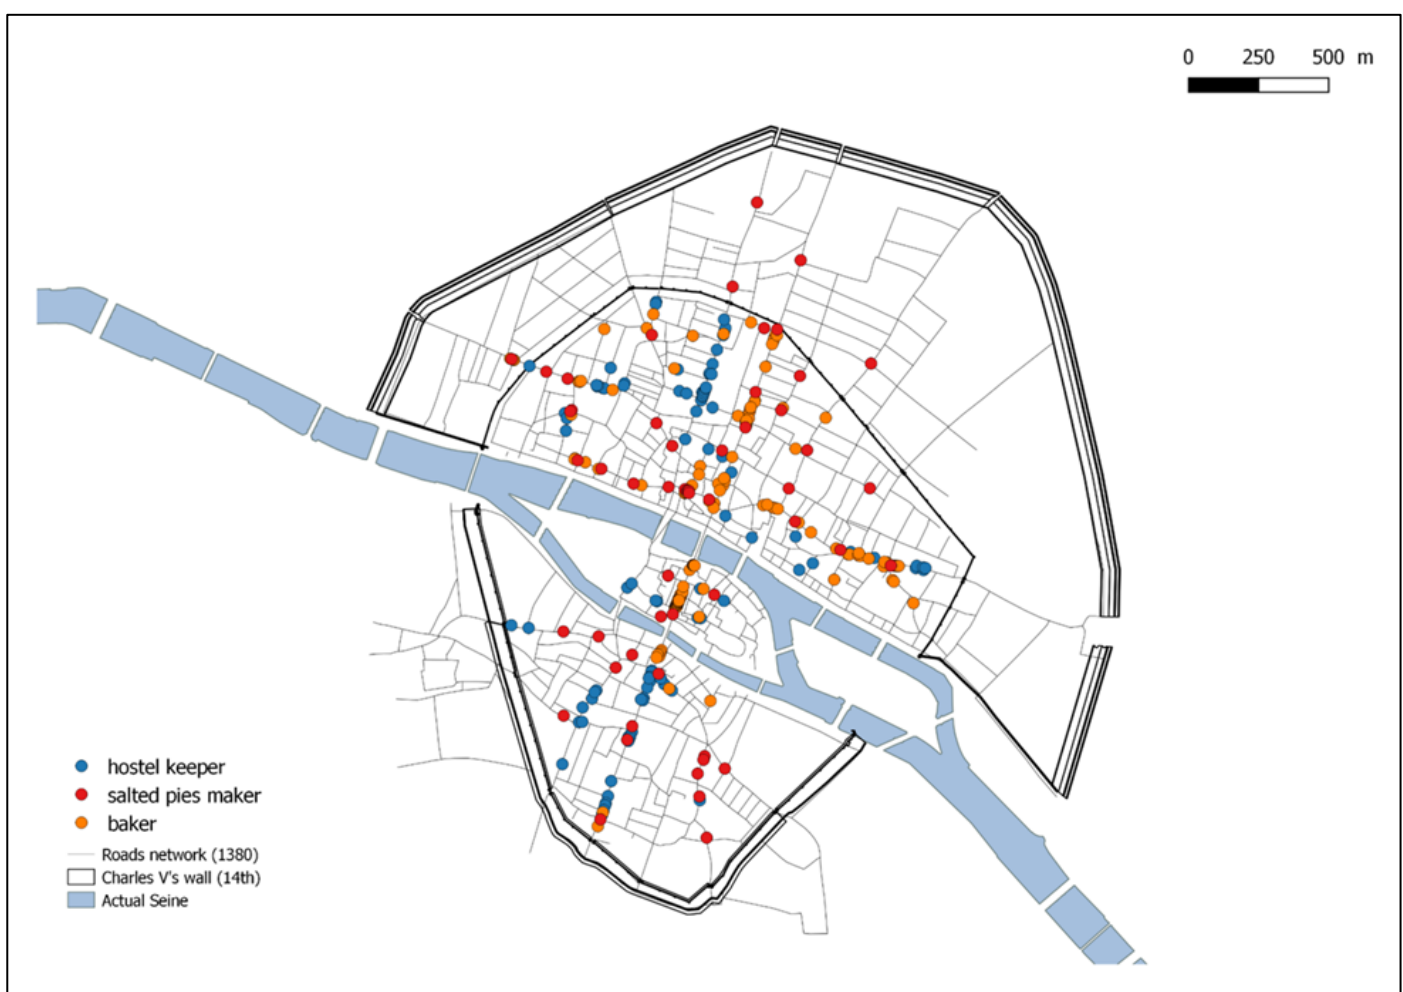 0 250 500 m
hostel keeper
salted pies maker
baker
Roads network (1380)
Charles V's wall (14th)
Actual Seine